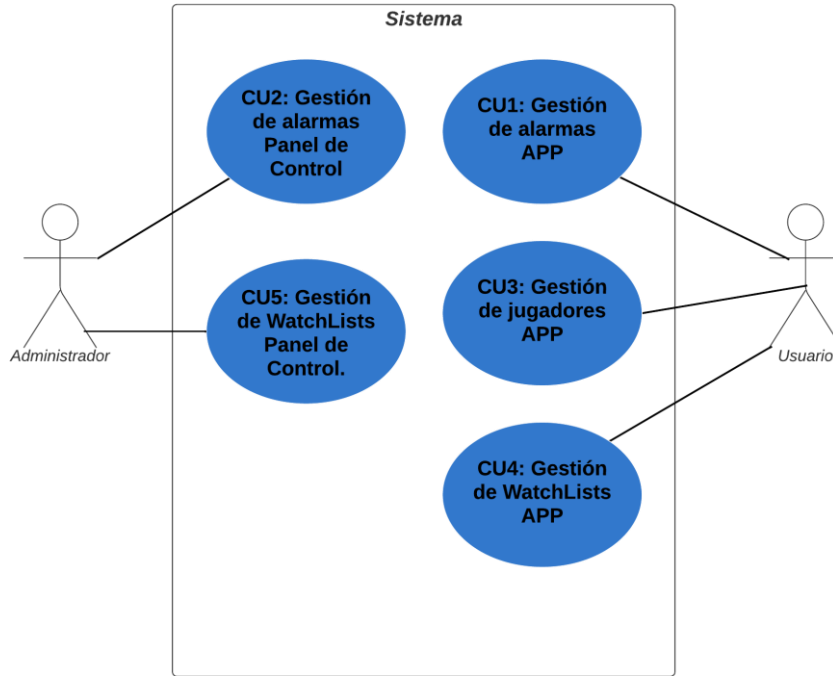 Sistema
CU2: Gestión
de alarmas
Panel de
Control
CU1: Gestión
de alarmas
APP
CU5: Gestión
de WatchLists
Panel de
Control.
CU3: Gestión
de jugadores
APP
Administrador
Usuario
CU4: Gestión
de WatchLists
APP